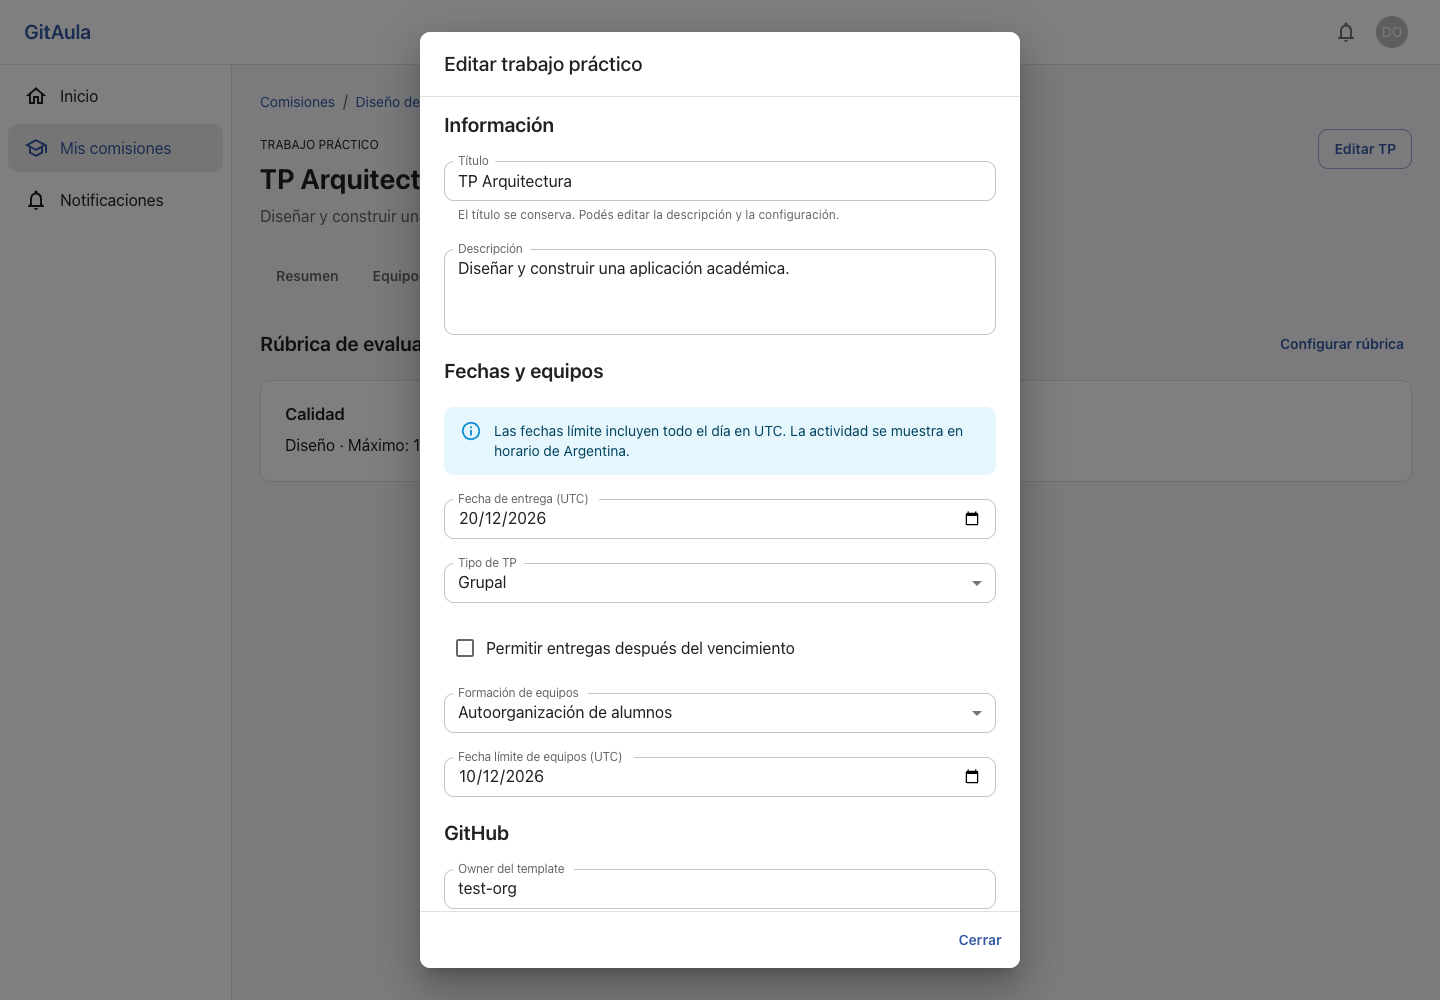 GitAula
DO
Inicio
Mis comisiones
Notificaciones
Comisiones / Diseño de
TRABAJO PRÁCTICO
TP Arquitect
Diseñar y construir un
Editar TP
Resumen
Equipo
Rúbrica de evalua
Configurar rúbrica
Calidad
Diseño · Máximo: 1
Editar trabajo práctico
Información
Título
TP Arquitectura
El título se conserva. Podés editar la descripción y la configuración.
Descripción
Diseñar y construir una aplicación académica.
Fechas y equipos
Las fechas límite incluyen todo el día en UTC. La actividad se muestra en
horario de Argentina.
Fecha de entrega (UTC)
20/12/2026
Tipo de TP
Grupal
Permitir entregas después del vencimiento
Formación de equipos
Autoorganización de alumnos
Fecha límite de equipos (UTC)
10/12/2026
GitHub
Owner del template
test-org
Cerrar